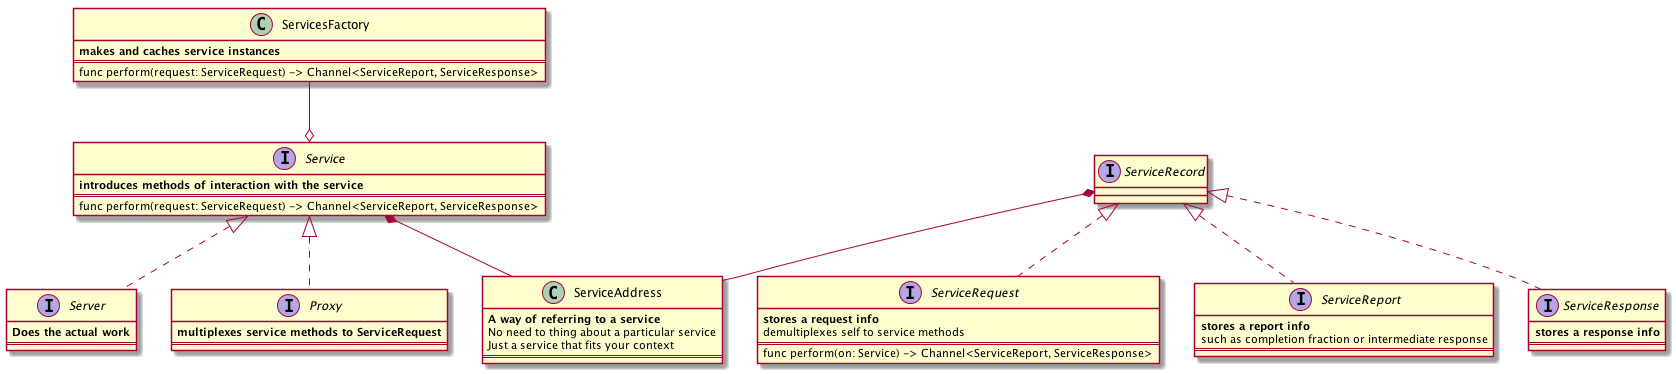 C ServicesFactory
makes and caches service instances
func perform(request: ServiceRequest) -> Channel<ServiceReport, ServiceResponse>
I Service
introduces methods of interaction with the service
func perform(request: ServiceRequest) -> Channel<ServiceReport, ServiceResponse>
I ServiceRecord
I Server
Does the actual work
I Proxy
multiplexes service methods to ServiceRequest
C ServiceAddress
A way of referring to a service
No need to thing about a particular service
Just a service that fits your context
I ServiceRequest
stores a request info
demultiplexes self to service methods
func perform(on: Service) -> Channel<ServiceReport, ServiceResponse>
I ServiceReport
stores a report info
such as completion fraction or intermediate response
I ServiceResponse
stores a response info